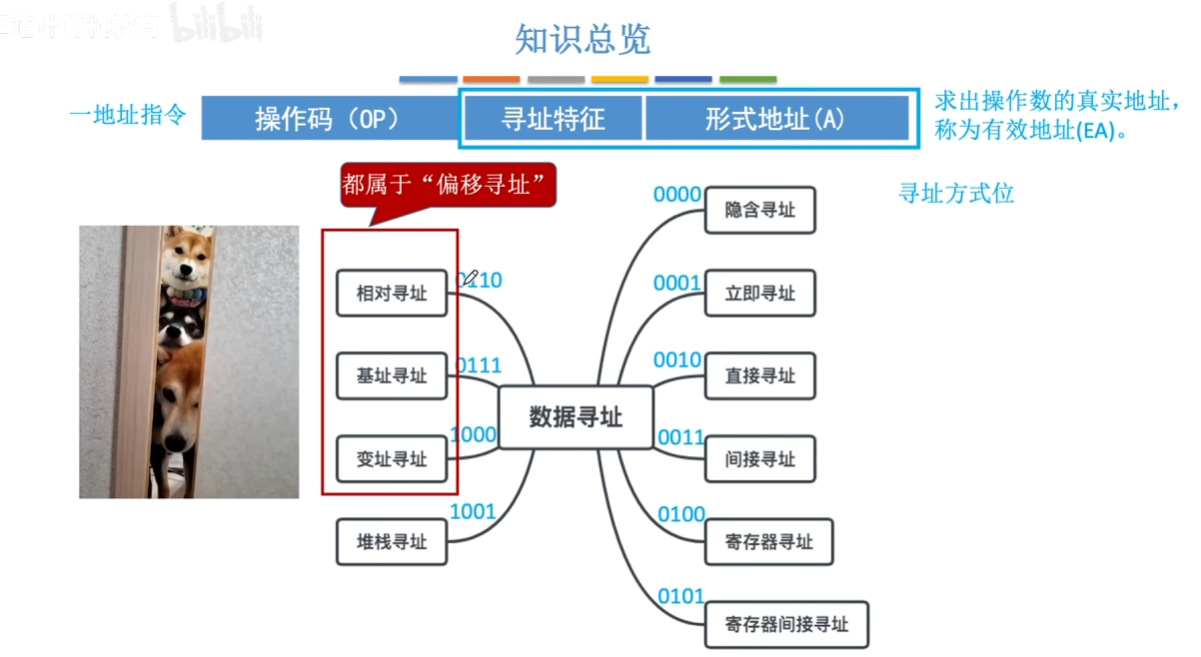 bilibili
知识总览
一地址指令
操作码（OP）
寻址特征
形式地址(A)
求出操作数的真实地址，
称为有效地址(EA)。
都属于“偏移寻址”
寻址方式位
0000
隐含寻址
0001
立即寻址
0010
直接寻址
0011
间接寻址
0100
寄存器寻址
0101
寄存器间接寻址
数据寻址
0110
相对寻址
0111
基址寻址
1000
变址寻址
1001
堆栈寻址